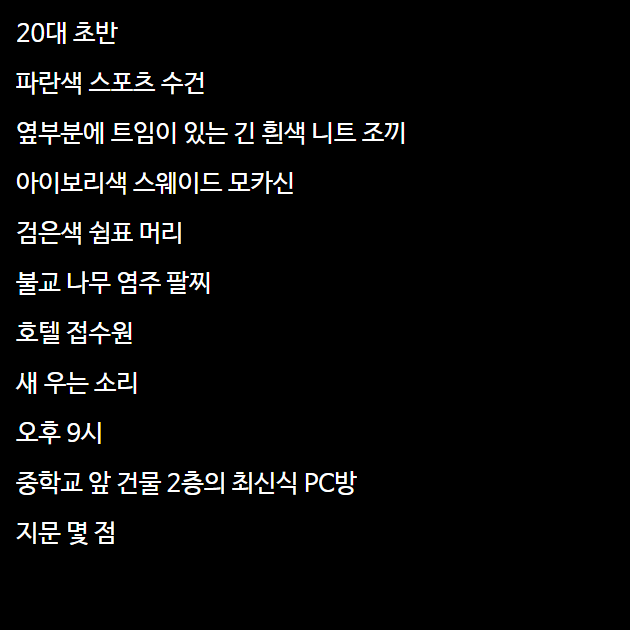 20대 초반
파란색 스포츠 수건
옆부분에 트임이 있는 긴 흰색 니트 조끼
아이보리색 스웨이드 모카신
검은색 쉼표 머리
불교 나무 염주 팔찌
호텔 접수원
새 우는 소리
오후 9시
중학교 앞 건물 2층의 최신식 PC방
지문 몇 점